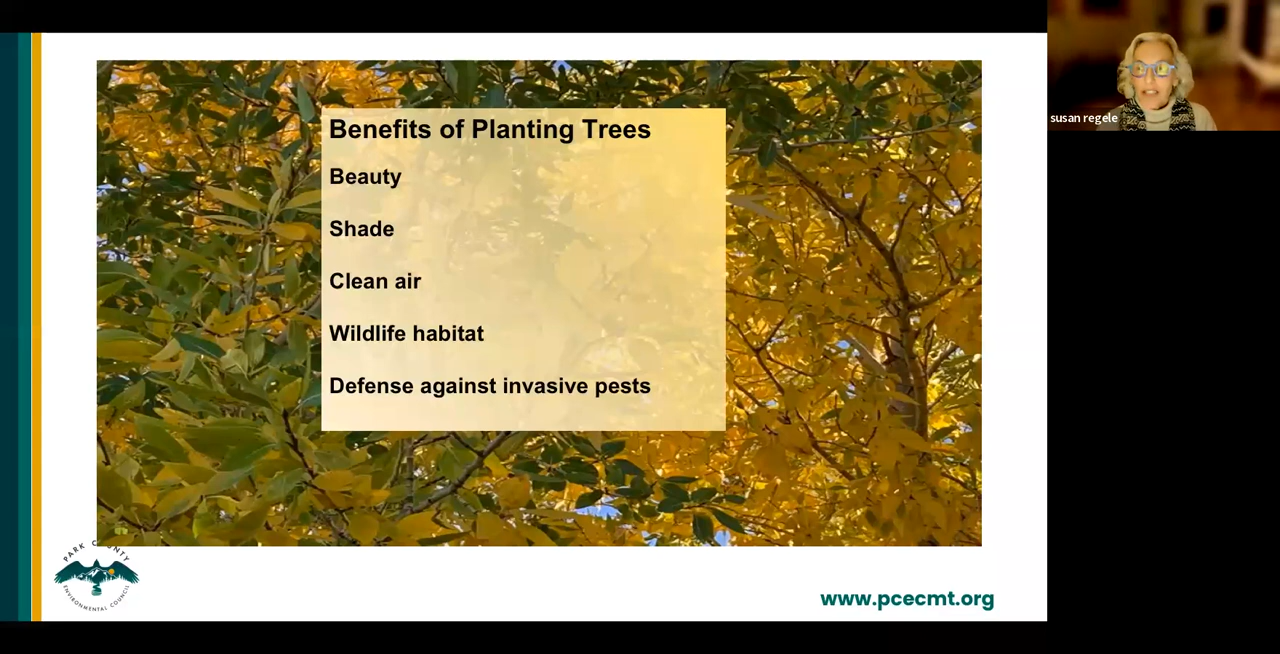 Benefits of Planting Trees
Beauty
Shade
Clean air
Wildlife habitat
Defense against invasive pests
PARK COUNTY
ENVIRONMENTAL COUNCIL
www.pcecmt.org
susan regele